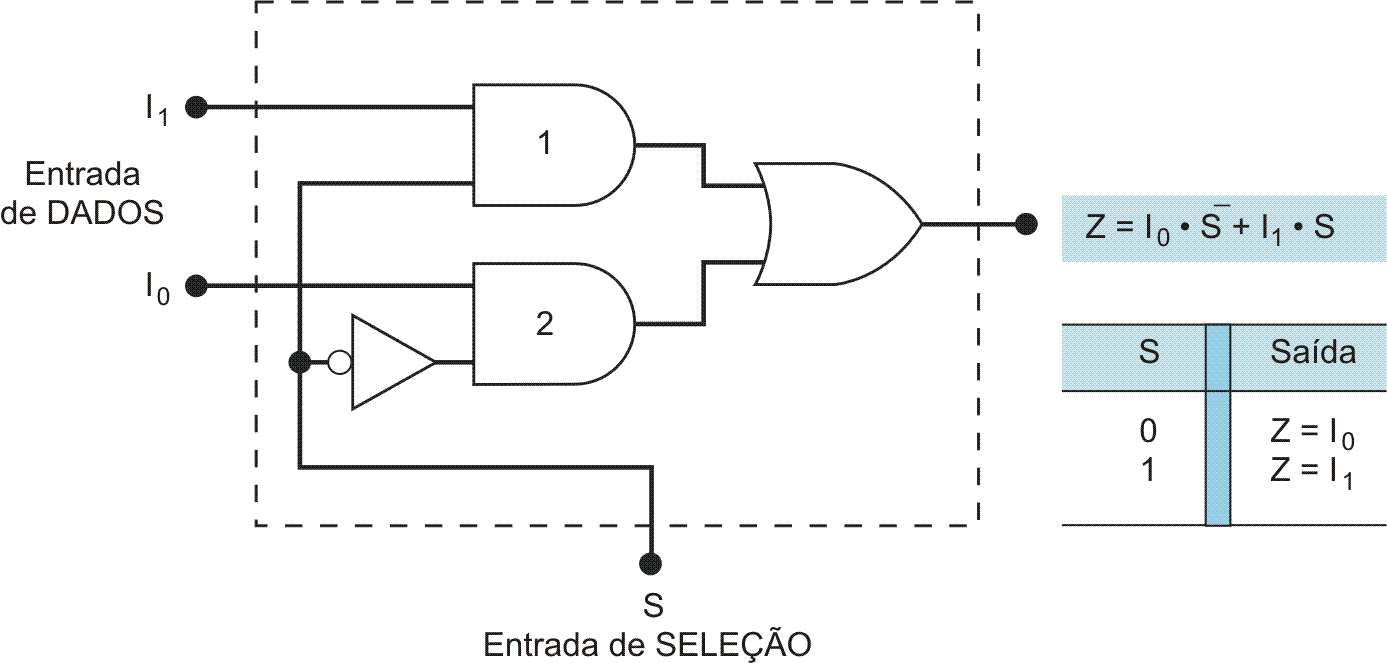 I₁
1
Entrada
de DADOS
I₀
2
Z = I₀ • S̅ + I₁ • S
S Saída
0 Z = I₀
1 Z = I₁
S
Entrada de SELEÇÃO